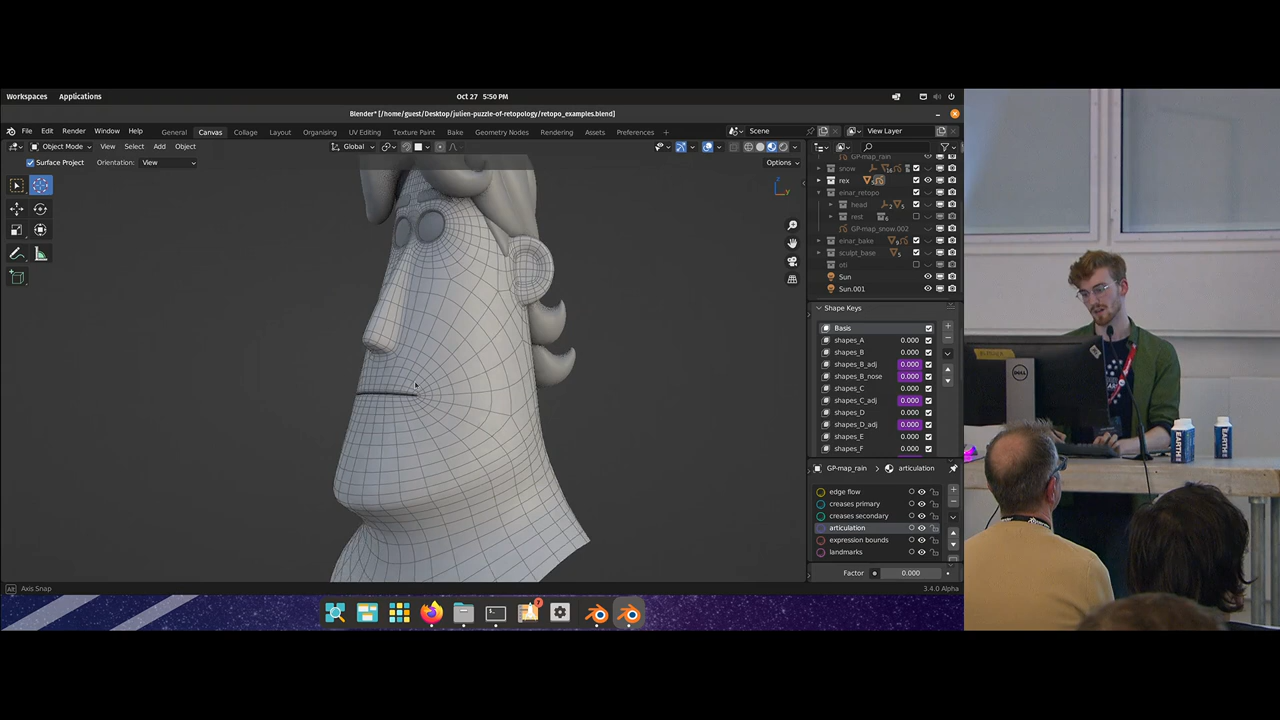 Workspaces Applications Oct 27 5:50 PM
Blender* [/home/guest/Desktop/julien-puzzle-of-retopology/retopo_examples.blend]
File Edit Render Window Help General Canvas Collage Layout Organising UV Editing Texture Paint Bake Geometry Nodes Rendering Assets Preferences + Scene View Layer
Object Mode View Select Add Object Global
Surface Project Orientation: View Options
GP-map_rain
snow
rex
einar_retopo
head
rest
GP-map_snow.002
einar_bake
sculpt_base
oti
Sun
Sun.001
Z
Y
Shape Keys
Basis
shapes_A 0.000
shapes_B 0.000
shapes_B_adj 0.000
shapes_B_nose 0.000
shapes_C 0.000
shapes_C_adj 0.000
shapes_D 0.000
shapes_D_adj 0.000
shapes_E 0.000
shapes_F 0.000
GP-map_rain > articulation
edge flow
creases primary
creases secondary
articulation
expression bounds
landmarks
Factor 0.000
Axis Snap 3.4.0 Alpha
DELL
EARTH
EARTH